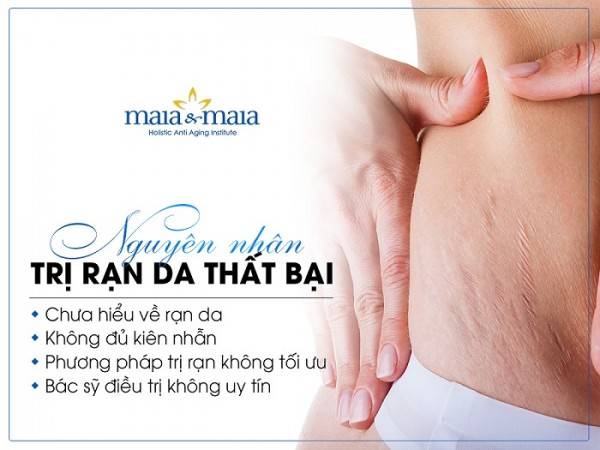 maia & maia
Holistic Anti Aging Institute
Nguyên nhân
TRỊ RẠN DA THẤT BẠI
Chưa hiểu về rạn da
Không đủ kiên nhẫn
Phương pháp trị rạn không tối ưu
Bác sỹ điều trị không uy tín